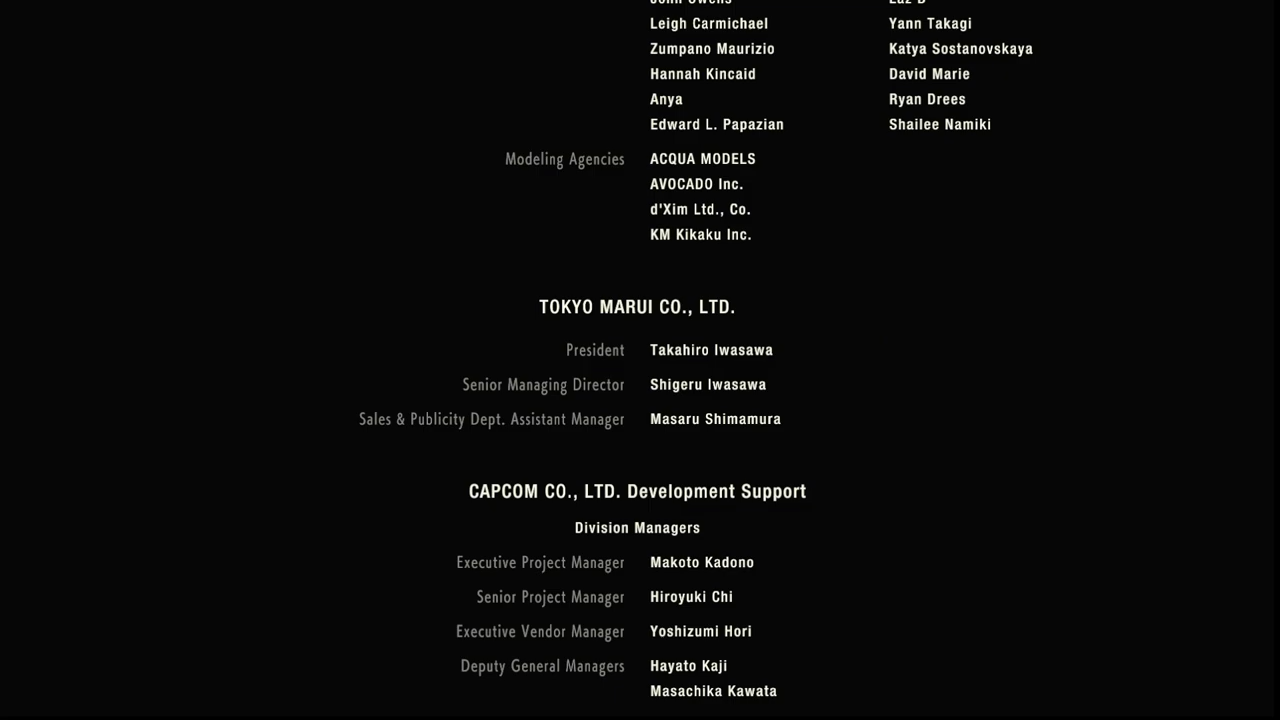 John Owens Laz B
Leigh Carmichael Yann Takagi
Zumpano Maurizio Katya Sostanovskaya
Hannah Kincaid David Marie
Anya Ryan Drees
Edward L. Papazian Shailee Namiki
Modeling Agencies ACQUA MODELS
AVOCADO Inc.
d'Xim Ltd., Co.
KM Kikaku Inc.
TOKYO MARUI CO., LTD.
President Takahiro Iwasawa
Senior Managing Director Shigeru Iwasawa
Sales & Publicity Dept. Assistant Manager Masaru Shimamura
CAPCOM CO., LTD. Development Support
Division Managers
Executive Project Manager Makoto Kadono
Senior Project Manager Hiroyuki Chi
Executive Vendor Manager Yoshizumi Hori
Deputy General Managers Hayato Kaji
Masachika Kawata